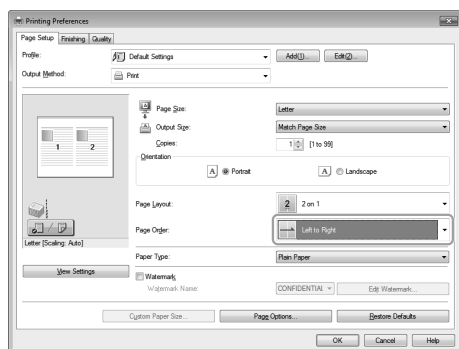 Printing Preferences
Page Setup Finishing Quality
Profile: Default Settings Add(1)... Edit(2)...
Output Method: Print
Page Size: Letter
Output Size: Match Page Size
Copies: 1 [1 to 99]
Orientation
A Portrait A Landscape
1 2
Page Layout: 2 2 on 1
Page Order: Left to Right
Letter [Scaling: Auto]
Paper Type: Plain Paper
View Settings
Watermark
Watermark Name: CONFIDENTIAL Edit Watermark...
Custom Paper Size... Page Options... Restore Defaults
OK Cancel Help